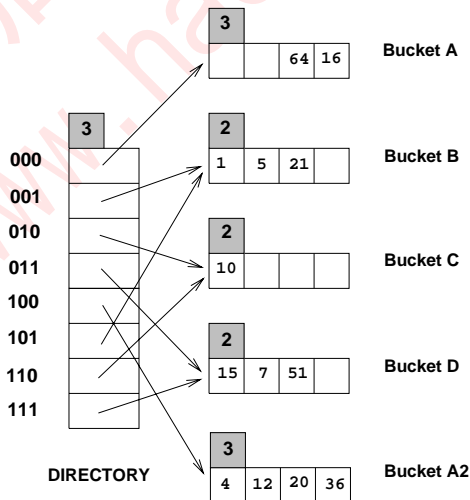 3
64 16
Bucket A
3
2
000
1 5 21
Bucket B
001
010
2
011
10
Bucket C
100
101
2
110
15 7 51
Bucket D
111
3
DIRECTORY
4 12 20 36
Bucket A2